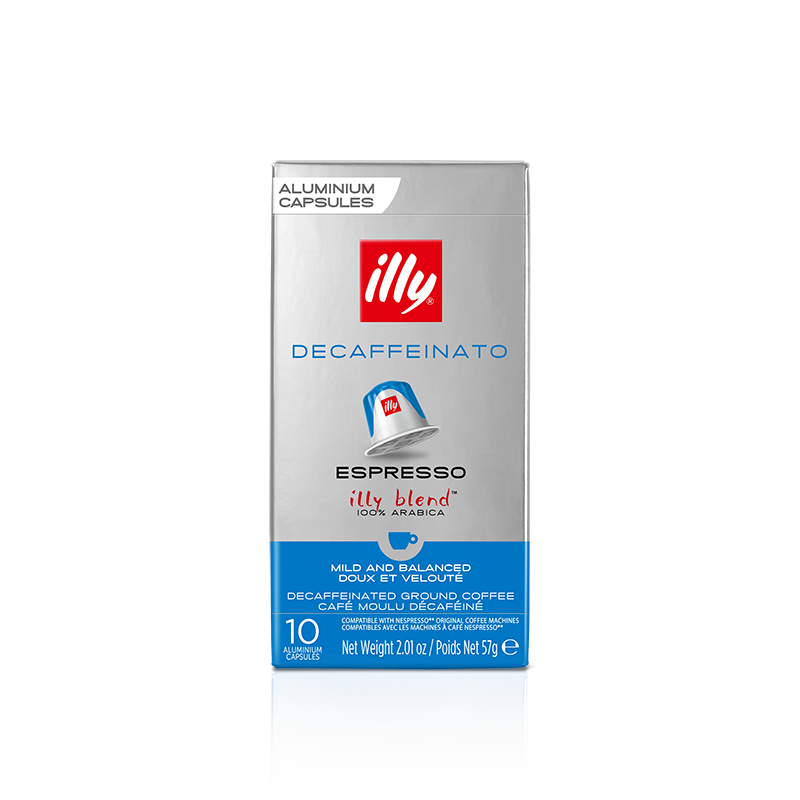 ALUMINIUM
CAPSULES
illy®
DECAFFEINATO
illy
ESPRESSO
illy blend™
100% ARABICA
MILD AND BALANCED
DOUX ET VELOUTÉ
DECAFFEINATED GROUND COFFEE
CAFÉ MOULU DÉCAFÉINÉ
COMPATIBLE WITH NESPRESSO** ORIGINAL COFFEE MACHINES
COMPATIBLES AVEC LES MACHINES À CAFÉ NESPRESSO**
10
ALUMINIUM
CAPSULES
Net Weight 2.01 oz / Poids Net 57g ℮